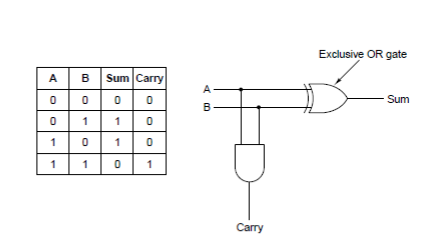 Exclusive OR gate
A B Sum Carry
0 0 0 0
0 1 1 0
1 0 1 0
1 1 0 1
A
B
Sum
Carry